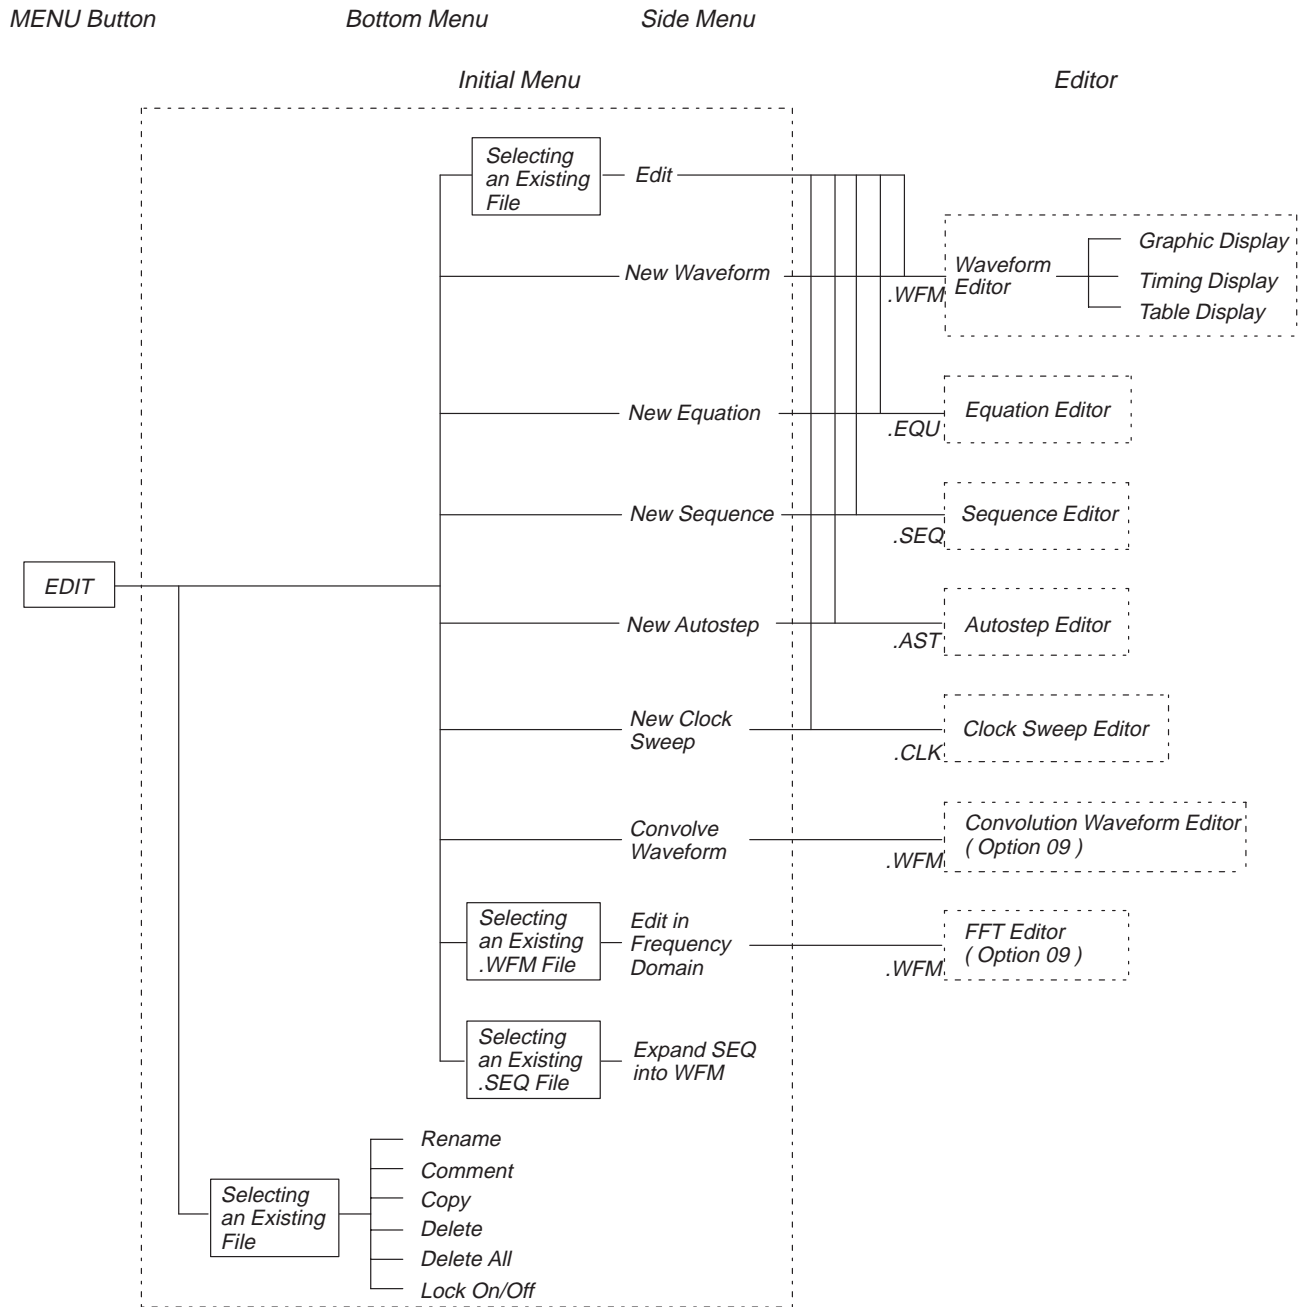 MENU Button
Bottom Menu
Side Menu
Initial Menu
Editor
Selecting
an Existing
File
Edit
New Waveform
.WFM
Waveform
Editor
Graphic Display
Timing Display
Table Display
New Equation
.EQU
Equation Editor
New Sequence
.SEQ
Sequence Editor
EDIT
New Autostep
.AST
Autostep Editor
New Clock
Sweep
.CLK
Clock Sweep Editor
Convolve
Waveform
.WFM
Convolution Waveform Editor
( Option 09 )
Selecting
an Existing
.WFM File
Edit in
Frequency
Domain
.WFM
FFT Editor
( Option 09 )
Selecting
an Existing
.SEQ File
Expand SEQ
into WFM
Selecting
an Existing
File
Rename
Comment
Copy
Delete
Delete All
Lock On/Off